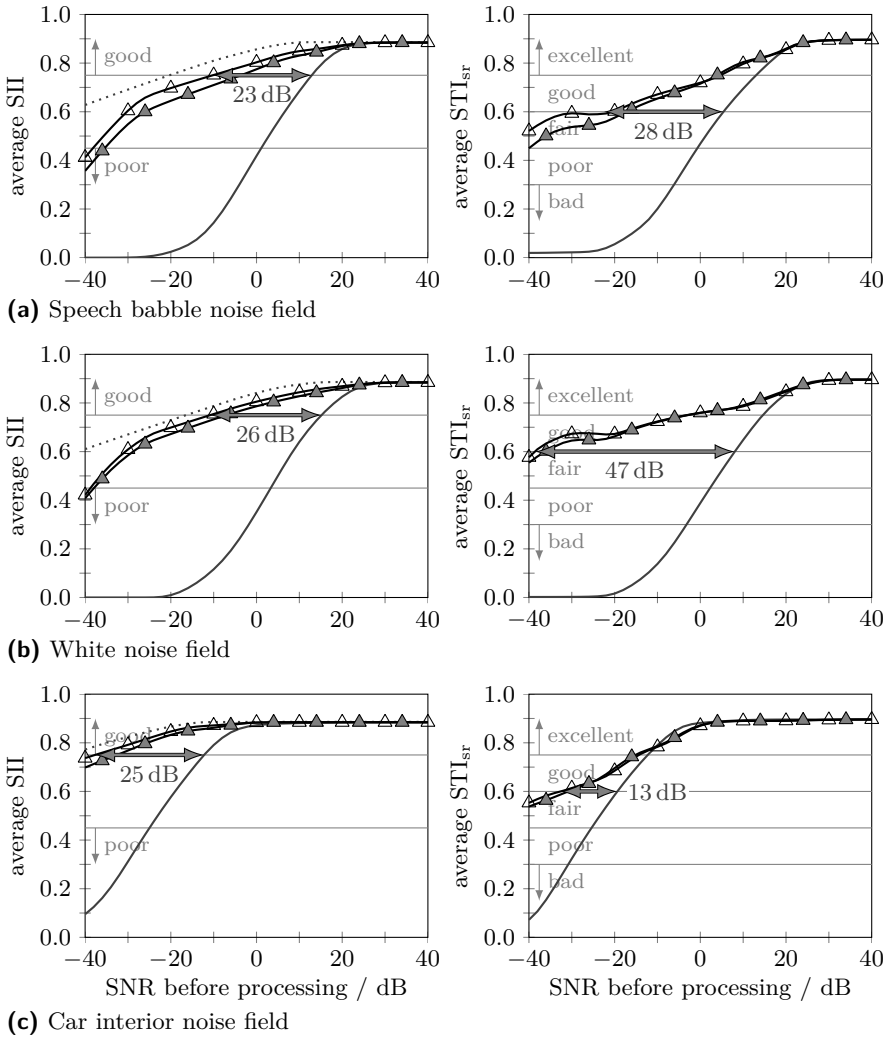 1.0
0.8
0.6
0.4
0.2
0.0
average SII
good
poor
23 dB
−40 −20 0 20 40
1.0
0.8
0.6
0.4
0.2
0.0
average STIsr
excellent
good
fair
poor
bad
28 dB
−40 −20 0 20 40
(a) Speech babble noise field
1.0
0.8
0.6
0.4
0.2
0.0
average SII
good
poor
26 dB
−40 −20 0 20 40
1.0
0.8
0.6
0.4
0.2
0.0
average STIsr
excellent
good
fair
poor
bad
47 dB
−40 −20 0 20 40
(b) White noise field
1.0
0.8
0.6
0.4
0.2
0.0
average SII
good
poor
25 dB
−40 −20 0 20 40
SNR before processing / dB
1.0
0.8
0.6
0.4
0.2
0.0
average STIsr
excellent
good
fair
poor
bad
13 dB
−40 −20 0 20 40
SNR before processing / dB
(c) Car interior noise field